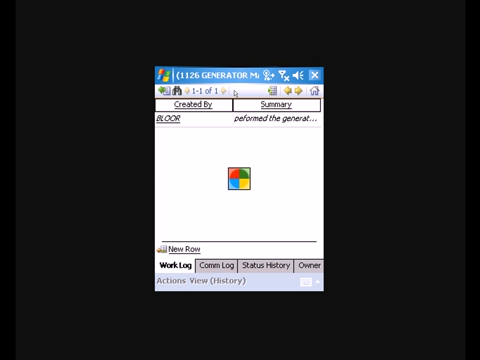 (1126 GENERATOR MA
1-1 of 1
Created By Summary
BLOOR peformed the generat...
New Row
Work Log Comm Log Status History Owner
Actions View (History)